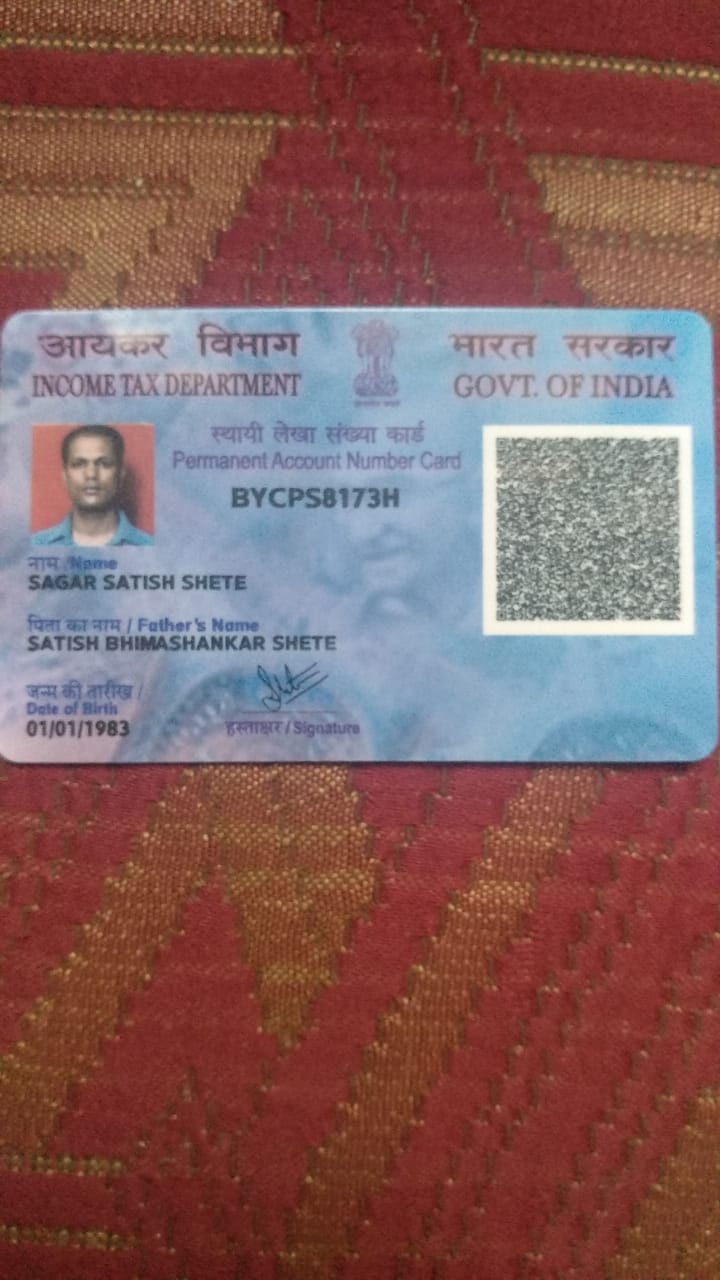 आयकर विभाग
INCOME TAX DEPARTMENT
भारत सरकार
GOVT. OF INDIA
स्थायी लेखा संख्या कार्ड
Permanent Account Number Card
BYCPS8173H
नाम / Name
SAGAR SATISH SHETE
पिता का नाम / Father's Name
SATISH BHIMASHANKAR SHETE
जन्म की तारीख /
Date of Birth
01/01/1983
हस्ताक्षर / Signature